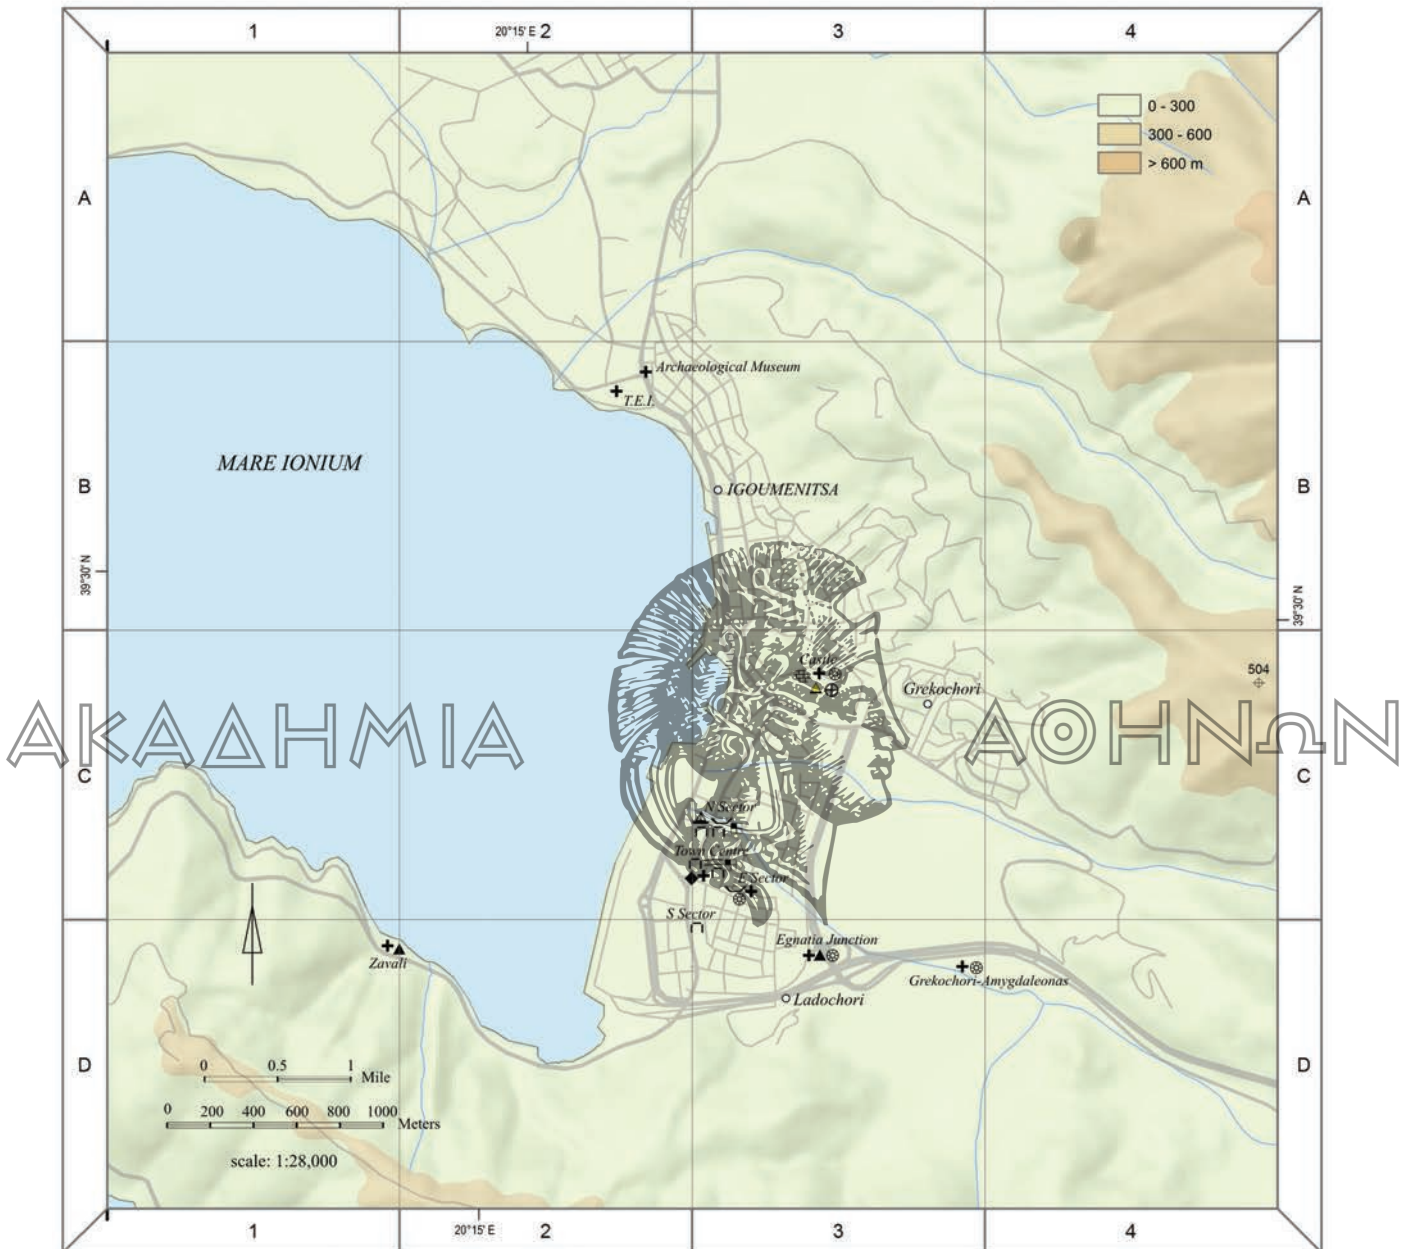 1 20°15' E 2 3 4
0 - 300
300 - 600
> 600 m
A A
Archaeological Museum
T.E.I.
MARE IONIUM
B B
IGOUMENITSA
39°30' N
39°30' N
Castle
504
Grekochori
ΑΚΑΔΗΜΙΑ ΑΘΗΝΩΝ
C C
N Sector
Town Centre
E Sector
S Sector
Egnatia Junction
Zavali
Grekochori-Amygdaleonas
Ladochori
D D
0 0.5 1
Mile
0 200 400 600 800 1000
Meters
scale: 1:28,000
1 20°15' E 2 3 4